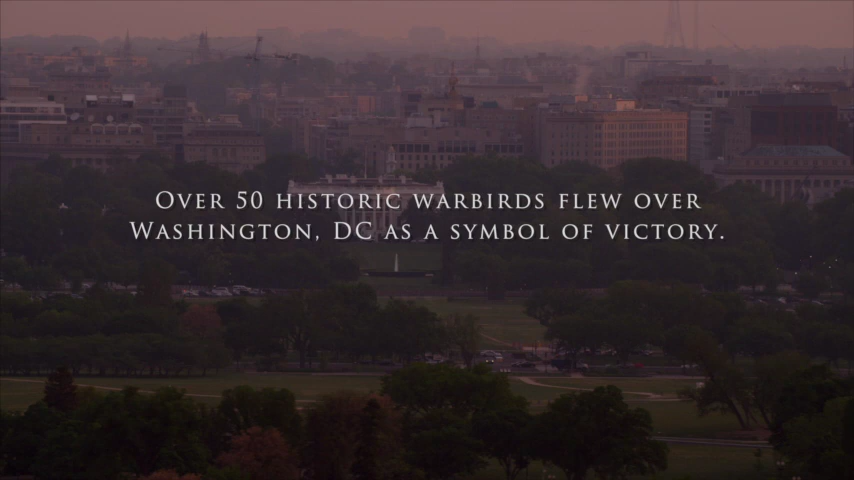 Over 50 historic warbirds flew over
Washington, DC as a symbol of victory.